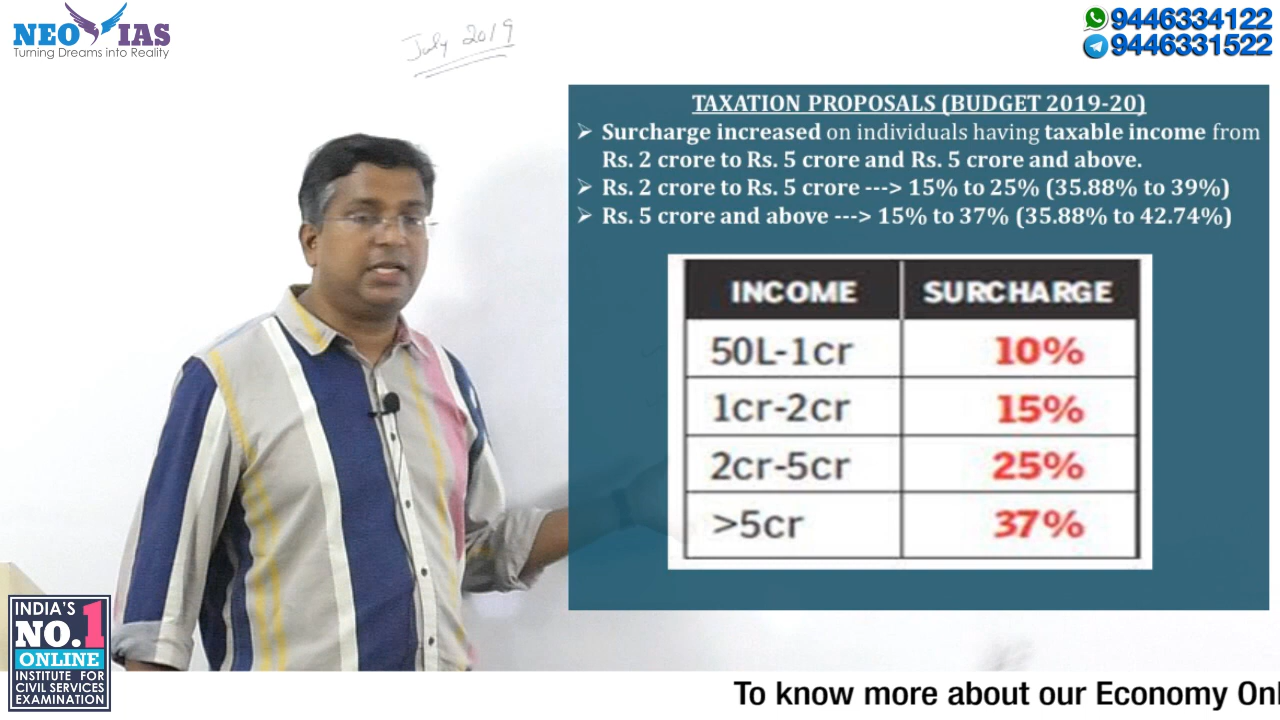 NEO IAS
Turning Dreams into Reality
July 2019
9446334122
9446331522
TAXATION PROPOSALS (BUDGET 2019-20)
➢ Surcharge increased on individuals having taxable income from
Rs. 2 crore to Rs. 5 crore and Rs. 5 crore and above.
➢ Rs. 2 crore to Rs. 5 crore ---> 15% to 25% (35.88% to 39%)
➢ Rs. 5 crore and above ---> 15% to 37% (35.88% to 42.74%)
INCOME SURCHARGE
50L-1cr 10%
1cr-2cr 15%
2cr-5cr 25%
>5cr 37%
INDIA'S
NO.1
ONLINE
INSTITUTE FOR
CIVIL SERVICES
EXAMINATION
To know more about our Economy Onl